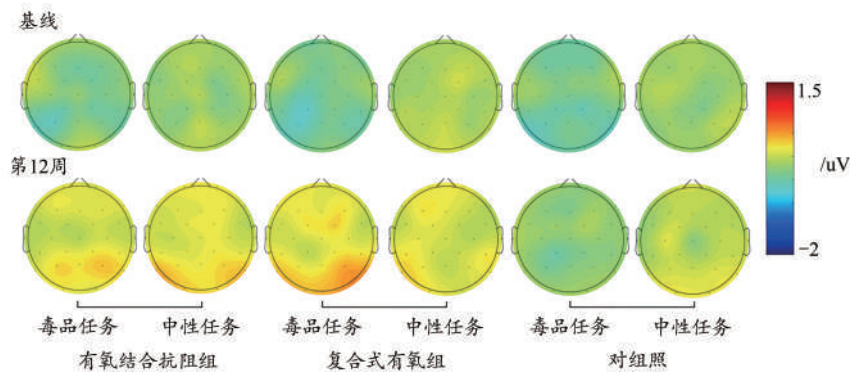 基线
1.5
第12周
/uV
−2
毒品任务 中性任务 毒品任务 中性任务 毒品任务 中性任务
有氧结合抗阻组 复合式有氧组 对组照